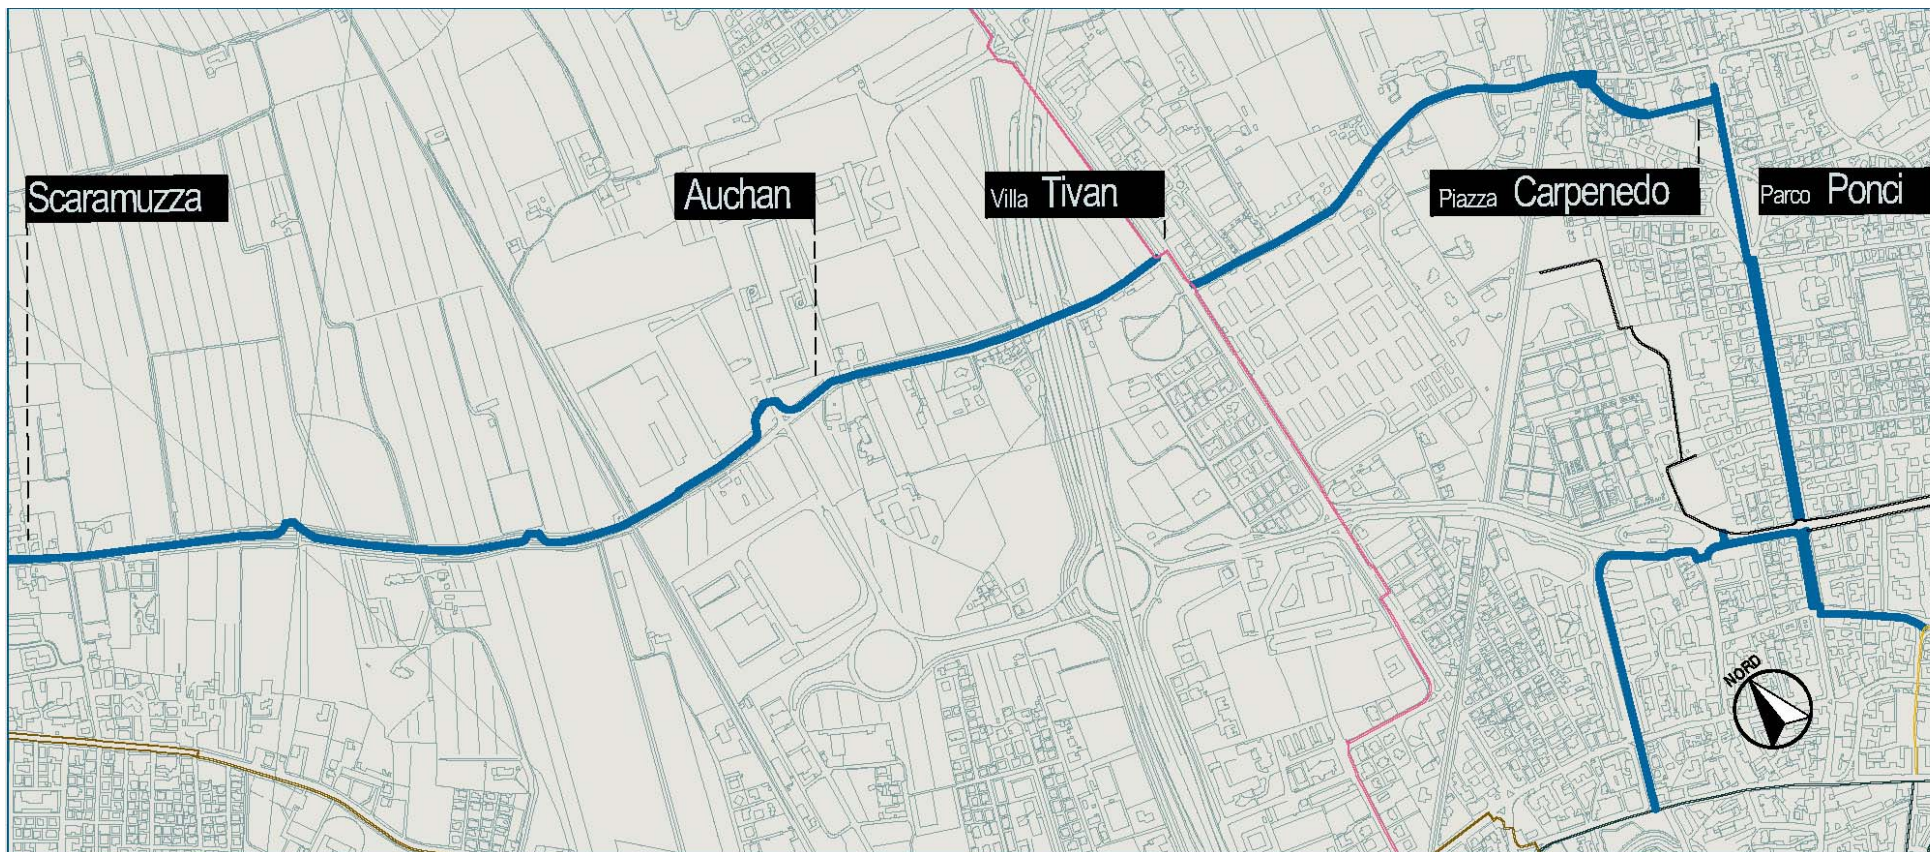 Scaramuzza
Auchan
Villa Tivan
Piazza Carpenedo
Parco Ponci
NORD